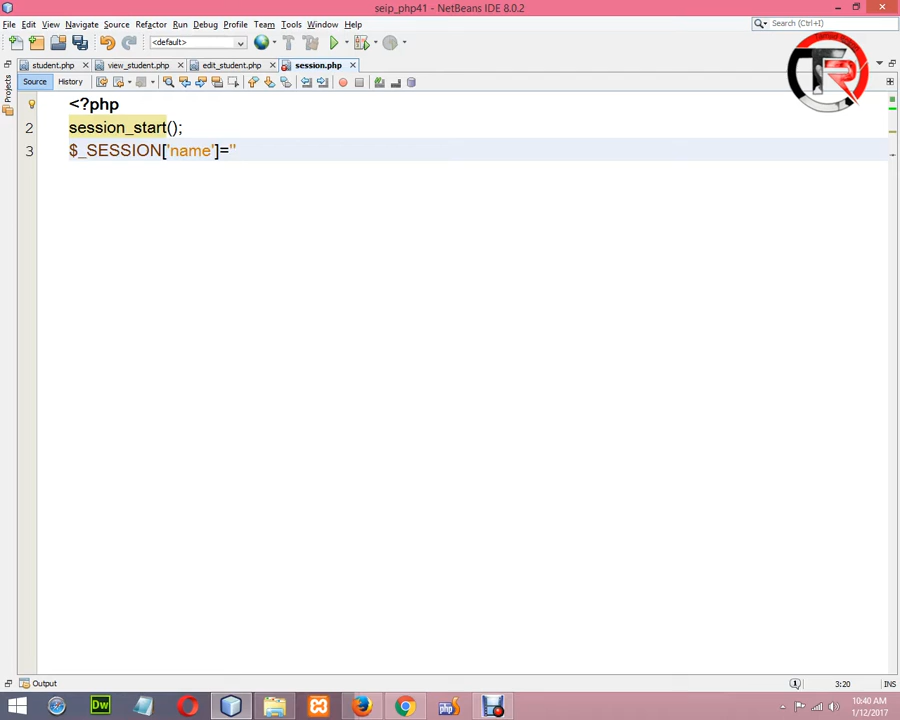 seip_php41 - NetBeans IDE 8.0.2
File Edit View Navigate Source Refactor Run Debug Profile Team Tools Window Help
<default>
Search (Ctrl+I)
student.php view_student.php edit_student.php session.php
Source History
Projects
<?php
2 session_start();
3 $_SESSION['name']=''
Output
3:20 INS
Dw
10:40 AM
1/12/2017